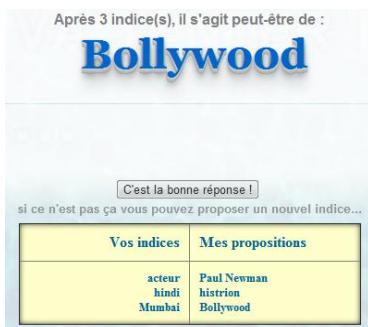 Après 3 indice(s), il s'agit peut-être de :
Bollywood
C'est la bonne réponse !
si ce n'est pas ça vous pouvez proposer un nouvel indice...
Vos indices Mes propositions
acteur Paul Newman
hindi histrion
Mumbai Bollywood